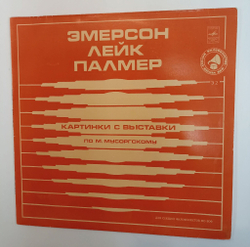 ЭМЕРСОН
ЛЕЙК
ПАЛМЕР
КАРТИНКИ С ВЫСТАВКИ
ПО М. МУСОРГСКОМУ